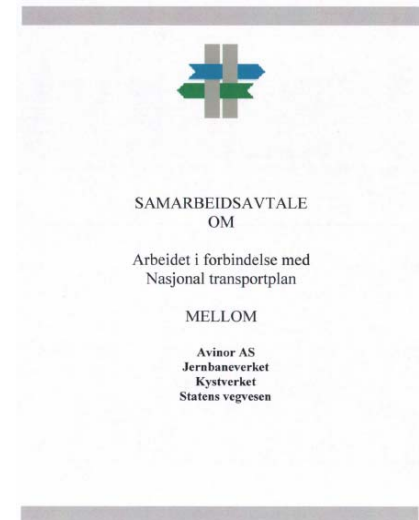 SAMARBEIDSAVTALE
OM
Arbeidet i forbindelse med
Nasjonal transportplan
MELLOM
Avinor AS
Jernbaneverket
Kystverket
Statens vegvesen